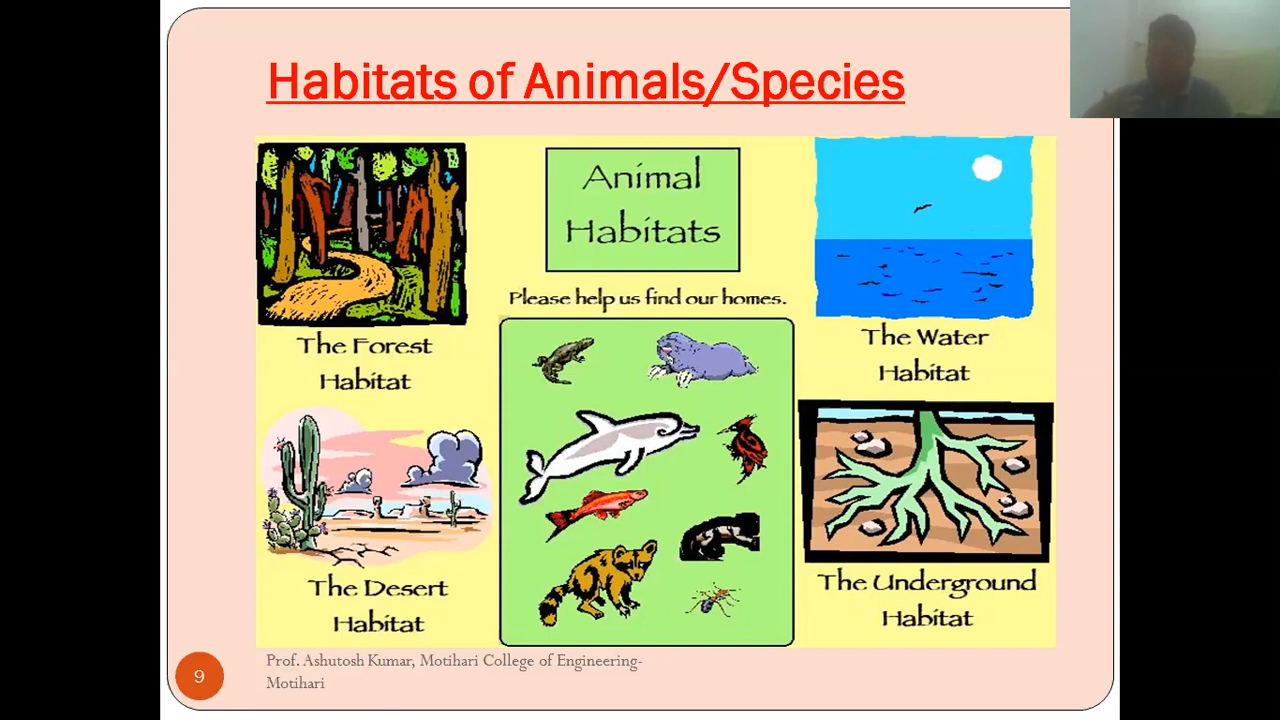 Habitats of Animals/Species
Animal
Habitats
Please help us find our homes.
The Forest
Habitat
The Water
Habitat
The Desert
Habitat
The Underground
Habitat
9
Prof. Ashutosh Kumar, Motihari College of Engineering-
Motihari